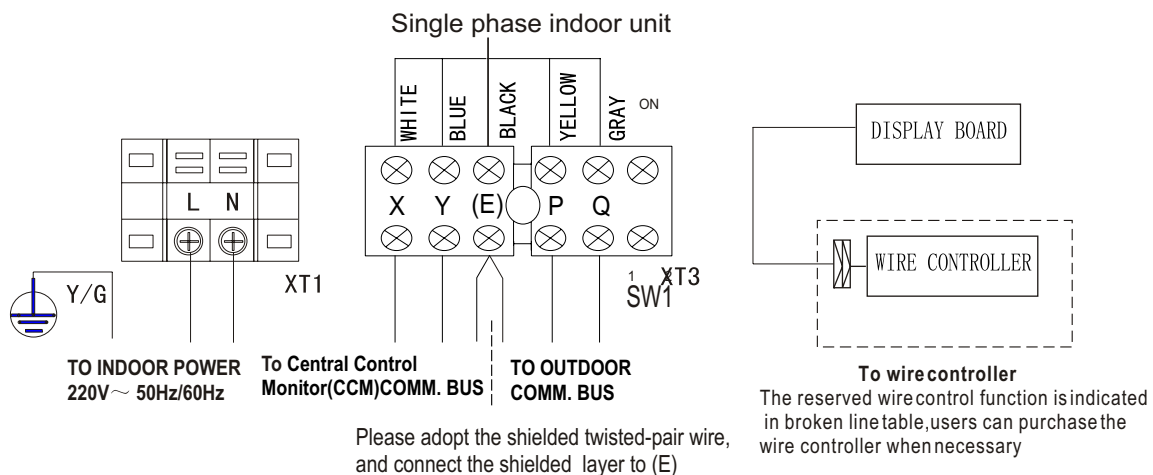 Single phase indoor unit
WHITE
BLUE
BLACK
YELLOW
GRAY
ON
X Y (E) P Q
L N
XT1
1 2
SW1
XT3
Y/G
TO INDOOR POWER
220V～ 50Hz/60Hz
To Central Control
Monitor(CCM)COMM. BUS
TO OUTDOOR
COMM. BUS
Please adopt the shielded twisted-pair wire,
and connect the shielded layer to (E)
DISPLAY BOARD
WIRE CONTROLLER
To wire controller
The reserved wire control function is indicated
in broken line table,users can purchase the
wire controller when necessary